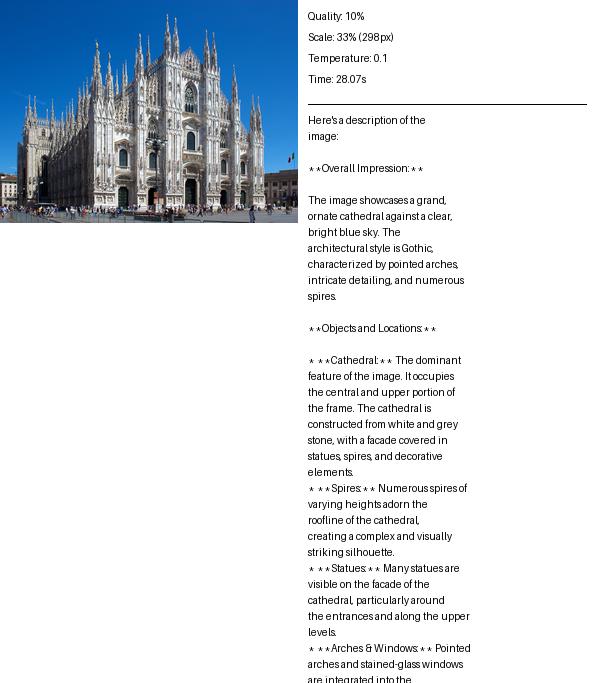 Quality: 10%
Scale: 33% (298px)
Temperature: 0.1
Time: 28.07s
Here's a description of the
image:
**Overall Impression:**
The image showcases a grand,
ornate cathedral against a clear,
bright blue sky. The
architectural style is Gothic,
characterized by pointed arches,
intricate detailing, and numerous
spires.
**Objects and Locations:**
* **Cathedral:** The dominant
feature of the image. It occupies
the central and upper portion of
the frame. The cathedral is
constructed from white and grey
stone, with a facade covered in
statues, spires, and decorative
elements.
* **Spires:** Numerous spires of
varying heights adorn the
roofline of the cathedral,
creating a complex and visually
striking silhouette.
* **Statues:** Many statues are
visible on the facade of the
cathedral, particularly around
the entrances and along the upper
levels.
* **Arches & Windows:** Pointed
arches and stained-glass windows
are integrated into the